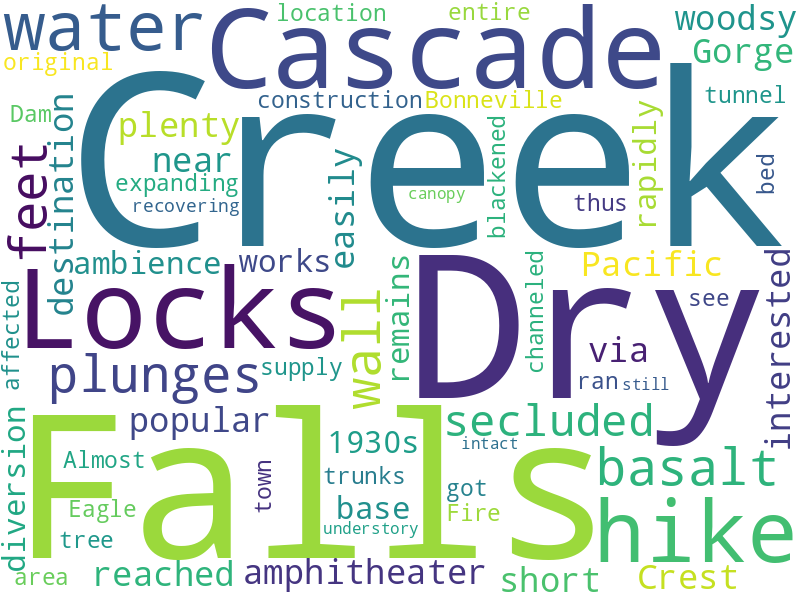 location
entire
water
Cascade
woodsy
original
Gorge
construction
Bonneville
tunnel
Dam
destination
plenty
Creek
near
blackened
rapidly
expanding
canopy
bed
recovering
thus
feet
easily
ambience
works
Pacific
Locks
Dry
see
affected
remains
channeled
interested
wall
via
plunges
supply
ran
still
popular
secluded
diversion
Falls
1930s
intact
Almost
town
trunks
basalt
Eagle
base
got
Fire
hike
tree
understory
area
reached
amphitheater
short
Crest